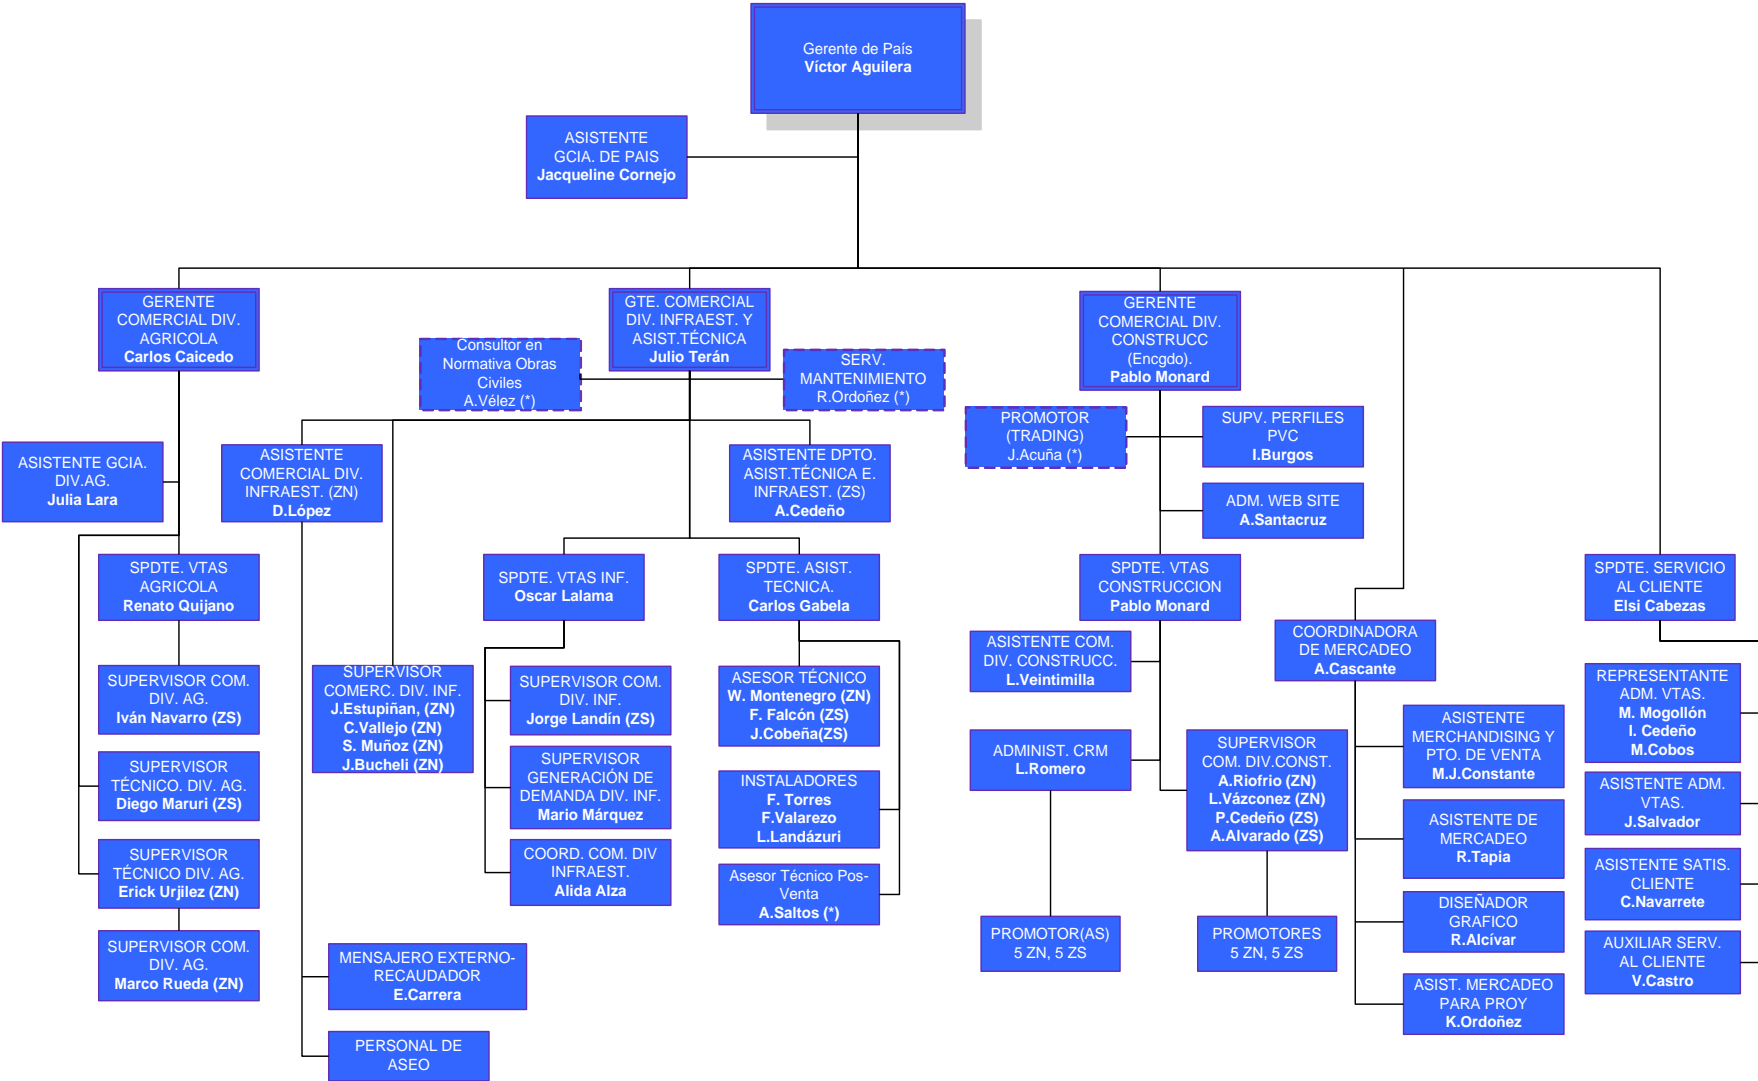 Gerente de País
Víctor Aguilera
ASISTENTE
GCIA. DE PAIS
Jacqueline Cornejo
GERENTE
COMERCIAL DIV.
AGRICOLA
Carlos Caicedo
GTE. COMERCIAL
DIV. INFRAEST. Y
ASIST.TÉCNICA
Julio Terán
GERENTE
COMERCIAL DIV.
CONSTRUCC
(Encgdo).
Pablo Monard
Consultor en
Normativa Obras
Civiles
A.Vélez (*)
SERV.
MANTENIMIENTO
R.Ordoñez (*)
PROMOTOR
(TRADING)
J.Acuña (*)
SUPV. PERFILES
PVC
I.Burgos
ASISTENTE GCIA.
DIV.AG.
Julia Lara
ASISTENTE
COMERCIAL DIV.
INFRAEST. (ZN)
D.López
ASISTENTE DPTO.
ASIST.TÉCNICA E.
INFRAEST. (ZS)
A.Cedeño
ADM. WEB SITE
A.Santacruz
SPDTE. VTAS
AGRICOLA
Renato Quijano
SPDTE. VTAS INF.
Oscar Lalama
SPDTE. ASIST.
TECNICA.
Carlos Gabela
SPDTE. VTAS
CONSTRUCCION
Pablo Monard
SPDTE. SERVICIO
AL CLIENTE
Elsi Cabezas
COORDINADORA
DE MERCADEO
A.Cascante
ASISTENTE COM.
DIV. CONSTRUCC.
L.Veintimilla
SUPERVISOR COM.
DIV. AG.
Iván Navarro (ZS)
SUPERVISOR
COMERC. DIV. INF.
J.Estupiñan, (ZN)
C.Vallejo (ZN)
S. Muñoz (ZN)
J.Bucheli (ZN)
SUPERVISOR COM.
DIV. INF.
Jorge Landín (ZS)
ASESOR TÉCNICO
W. Montenegro (ZN)
F. Falcón (ZS)
J.Cobeña(ZS)
REPRESENTANTE
ADM. VTAS.
M. Mogollón
I. Cedeño
M.Cobos
SUPERVISOR
TÉCNICO. DIV. AG.
Diego Maruri (ZS)
SUPERVISOR
GENERACIÓN DE
DEMANDA DIV. INF.
Mario Márquez
INSTALADORES
F. Torres
F.Valarezo
L.Landázuri
ADMINIST. CRM
L.Romero
SUPERVISOR
COM. DIV.CONST.
A.Riofrio (ZN)
L.Vázconez (ZN)
P.Cedeño (ZS)
A.Alvarado (ZS)
ASISTENTE
MERCHANDISING Y
PTO. DE VENTA
M.J.Constante
ASISTENTE ADM.
VTAS.
J.Salvador
SUPERVISOR
TÉCNICO DIV. AG.
Erick Urjilez (ZN)
COORD. COM. DIV
INFRAEST.
Alida Alza
Asesor Técnico Pos-
Venta
A.Saltos (*)
ASISTENTE DE
MERCADEO
R.Tapia
ASISTENTE SATIS.
CLIENTE
C.Navarrete
SUPERVISOR COM.
DIV. AG.
Marco Rueda (ZN)
MENSAJERO EXTERNO-
RECAUDADOR
E.Carrera
PROMOTOR(AS)
5 ZN, 5 ZS
PROMOTORES
5 ZN, 5 ZS
DISEÑADOR
GRAFICO
R.Alcívar
AUXILIAR SERV.
AL CLIENTE
V.Castro
PERSONAL DE
ASEO
ASIST. MERCADEO
PARA PROY
K.Ordoñez